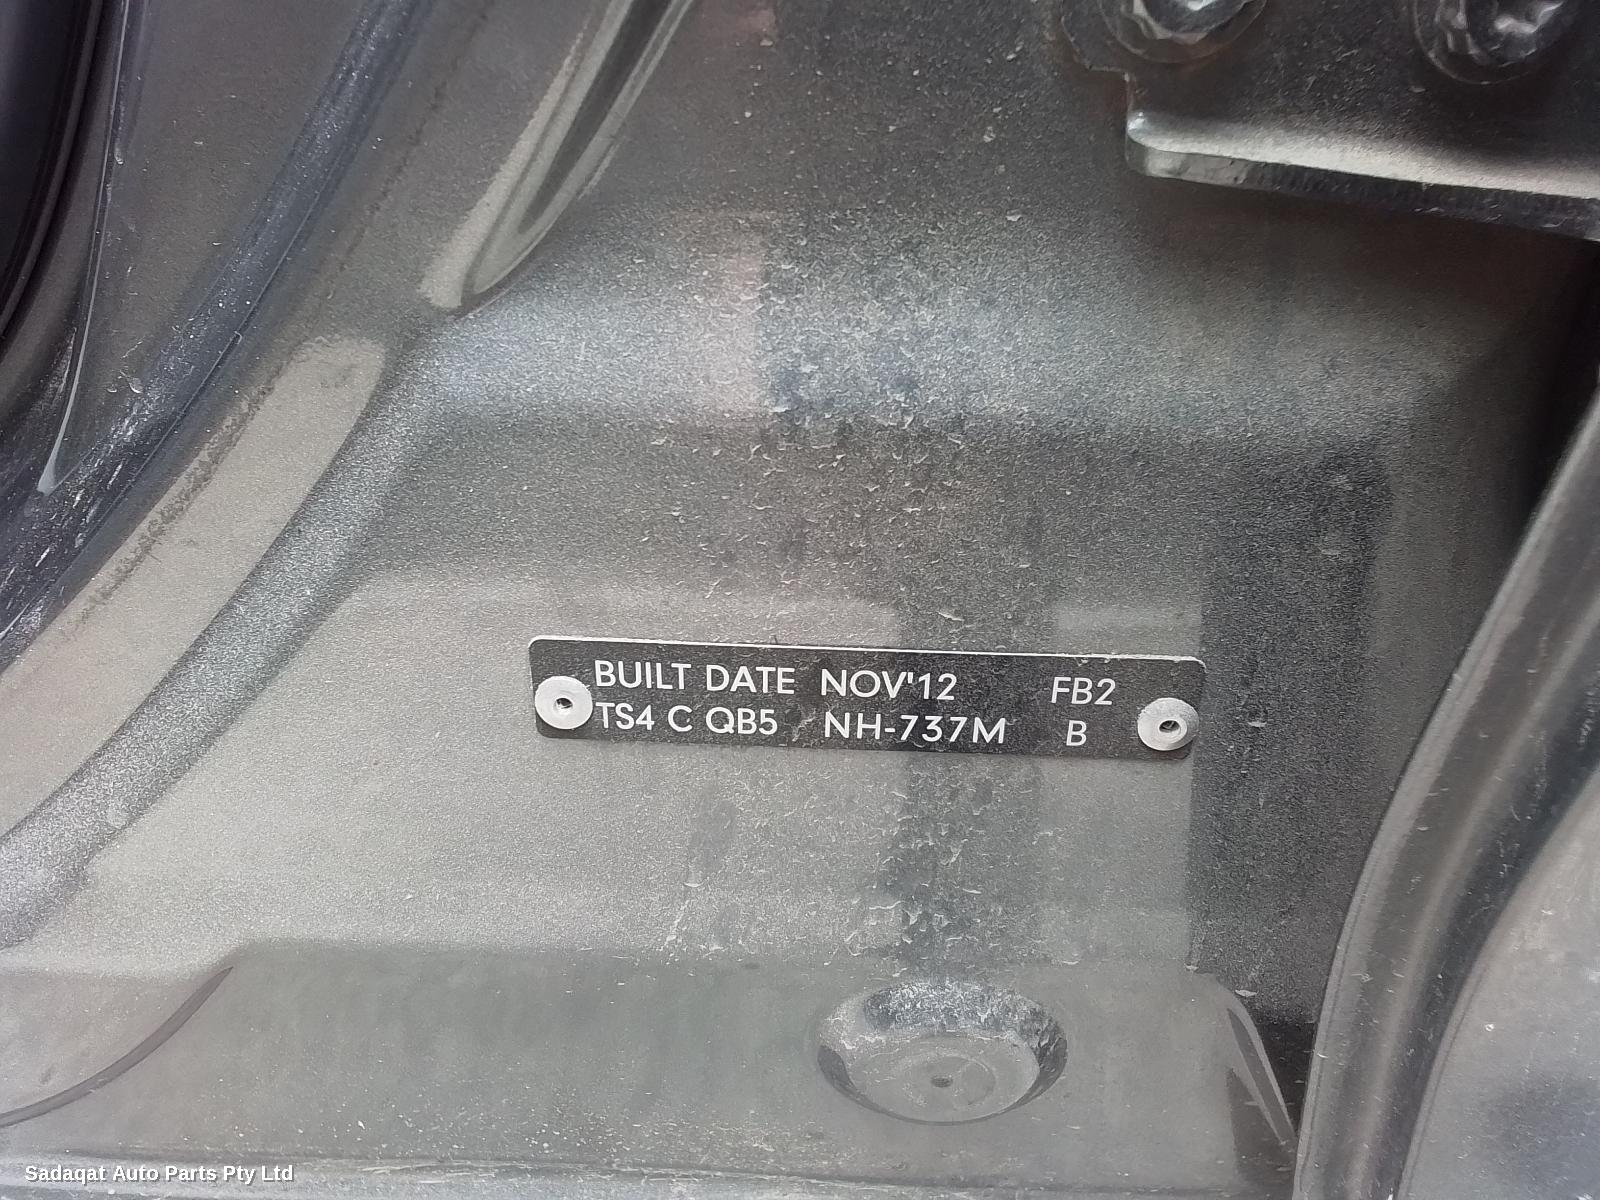 BUILT DATE NOV'12 FB2
TS4 C QB5 NH-737M B
Sadaqat Auto Parts Pty Ltd